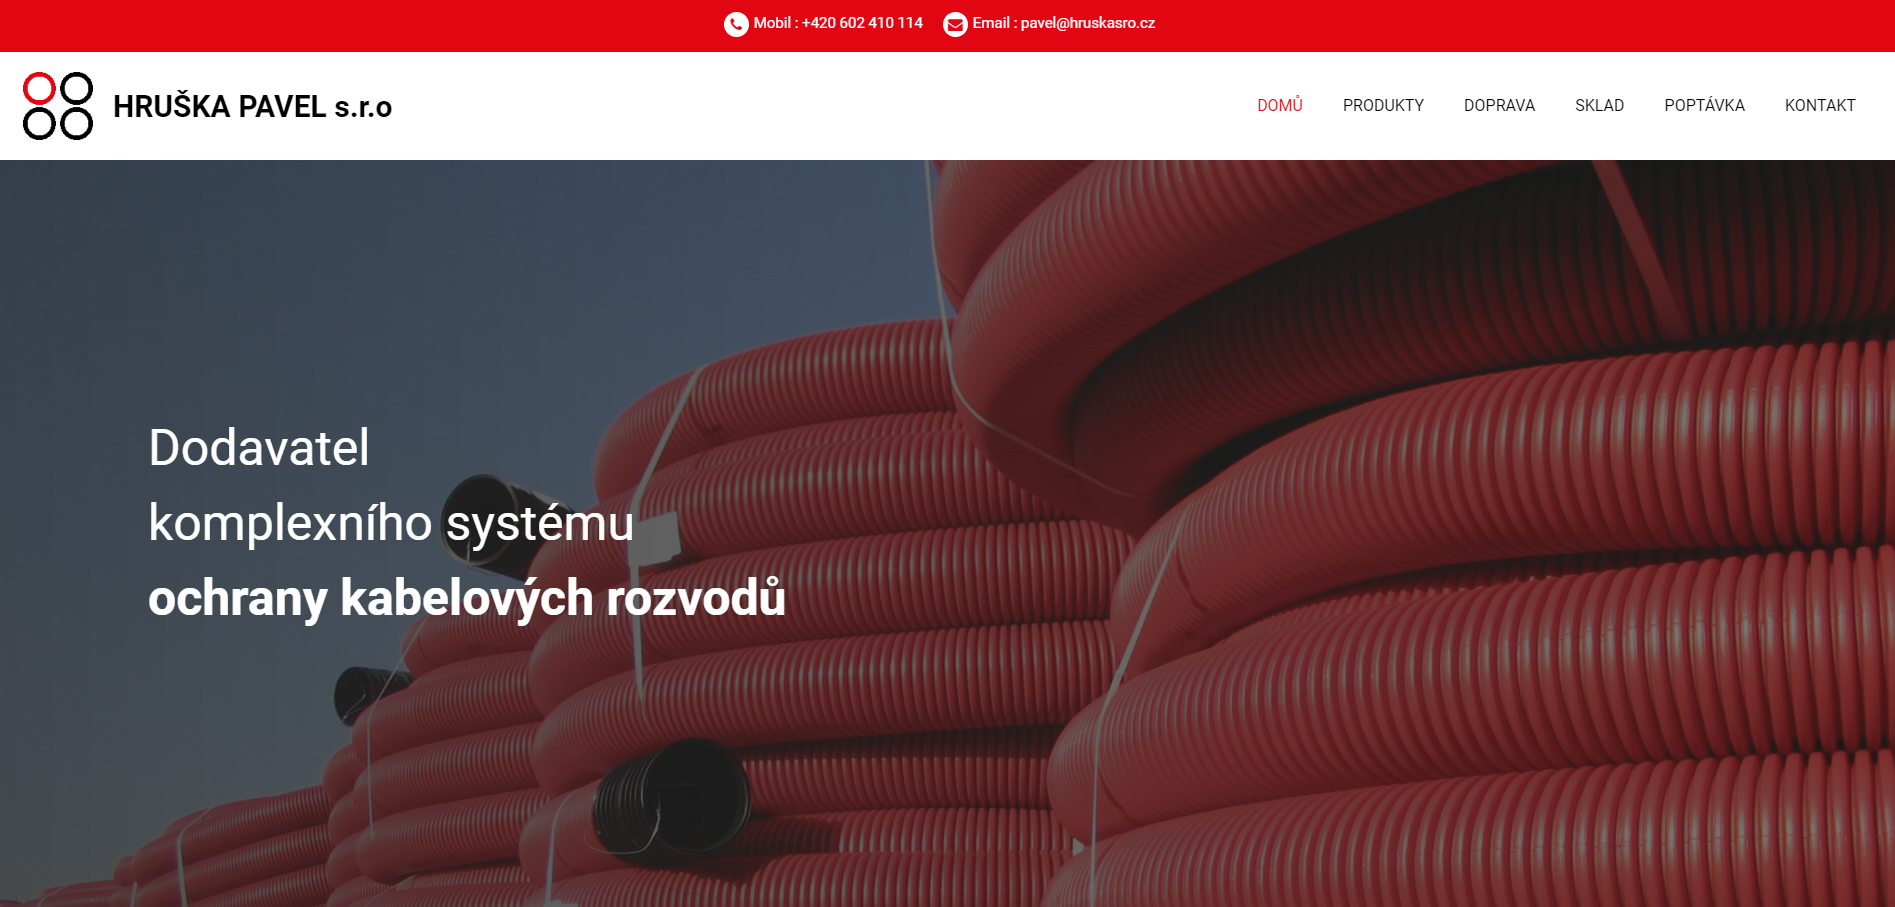 Mobil : +420 602 410 114 Email : pavel@hruskasro.cz
HRUŠKA PAVEL s.r.o
DOMŮ PRODUKTY DOPRAVA SKLAD POPTÁVKA KONTAKT
Dodavatel
komplexního systému
ochrany kabelových rozvodů